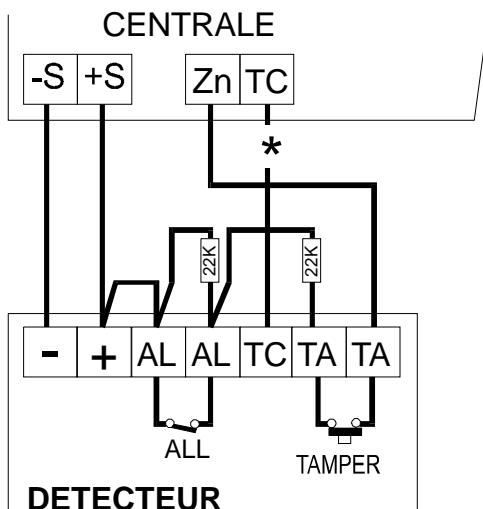 CENTRALE
-S +S Zn TC
*
22K 22K
- + AL AL TC TA TA
ALL
TAMPER
DETECTEUR